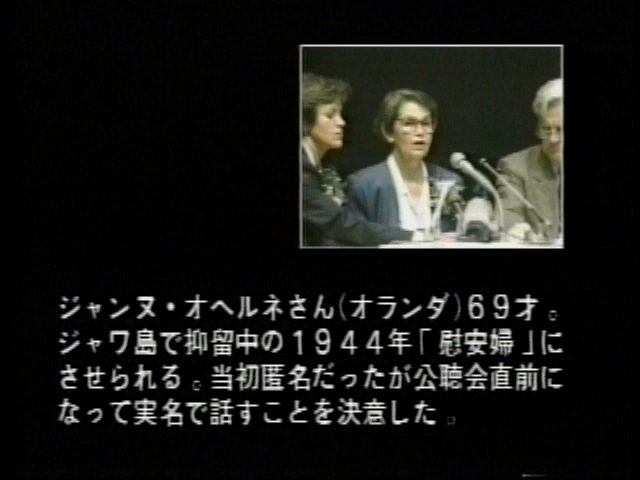 ジャンヌ・オヘルネさん(オランダ)69才。
ジャワ島で抑留中の1944年「慰安婦」に
させられる。当初匿名だったが公聴会直前に
なって実名で話すことを決意した。